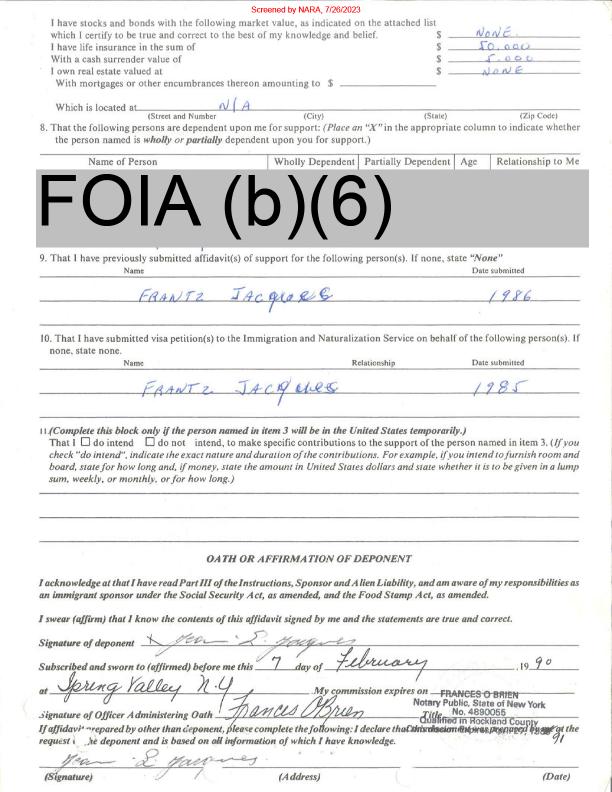 Screened by NARA, 7/26/2023
I have stocks and bonds with the following market value, as indicated on the attached list
which I certify to be true and correct to the best of my knowledge and belief. $ NONE
I have life insurance in the sum of $ 50.000
With a cash surrender value of $ 5.000
I own real estate valued at $ NONE
With mortgages or other encumbrances thereon amounting to $
Which is located at N/A
(Street and Number) (City) (State) (Zip Code)
8. That the following persons are dependent upon me for support: (Place an "X" in the appropriate column to indicate whether
the person named is wholly or partially dependent upon you for support.)
Name of Person Wholly Dependent Partially Dependent Age Relationship to Me
FOIA (b)(6)
9. That I have previously submitted affidavit(s) of support for the following person(s). If none, state "None"
Name Date submitted
FRANTZ JACQUES 1986
10. That I have submitted visa petition(s) to the Immigration and Naturalization Service on behalf of the following person(s). If
none, state none.
Name Relationship Date submitted
FRANTZ JACQUES 1985
11.(Complete this block only if the person named in item 3 will be in the United States temporarily.)
That I ☐ do intend ☐ do not intend, to make specific contributions to the support of the person named in item 3. (If you
check "do intend", indicate the exact nature and duration of the contributions. For example, if you intend to furnish room and
board, state for how long and, if money, state the amount in United States dollars and state whether it is to be given in a lump
sum, weekly, or monthly, or for how long.)
OATH OR AFFIRMATION OF DEPONENT
I acknowledge at that I have read Part III of the Instructions, Sponsor and Alien Liability, and am aware of my responsibilities as
an immigrant sponsor under the Social Security Act, as amended, and the Food Stamp Act, as amended.
I swear (affirm) that I know the contents of this affidavit signed by me and the statements are true and correct.
Signature of deponent X Jean L. Jacques
Subscribed and sworn to (affirmed) before me this 7 day of February ,19 90
at Spring Valley N.Y My commission expires on FRANCES O'BRIEN
Notary Public, State of New York
No. 4890055
Signature of Officer Administering Oath Frances O'Brien Title
Qualified in Rockland County
If affidavit prepared by other than deponent, please complete the following: I declare that this document was prepared by me at the
request the deponent and is based on all information of which I have knowledge. 91
Jean L Jacques
(Signature) (Address) (Date)